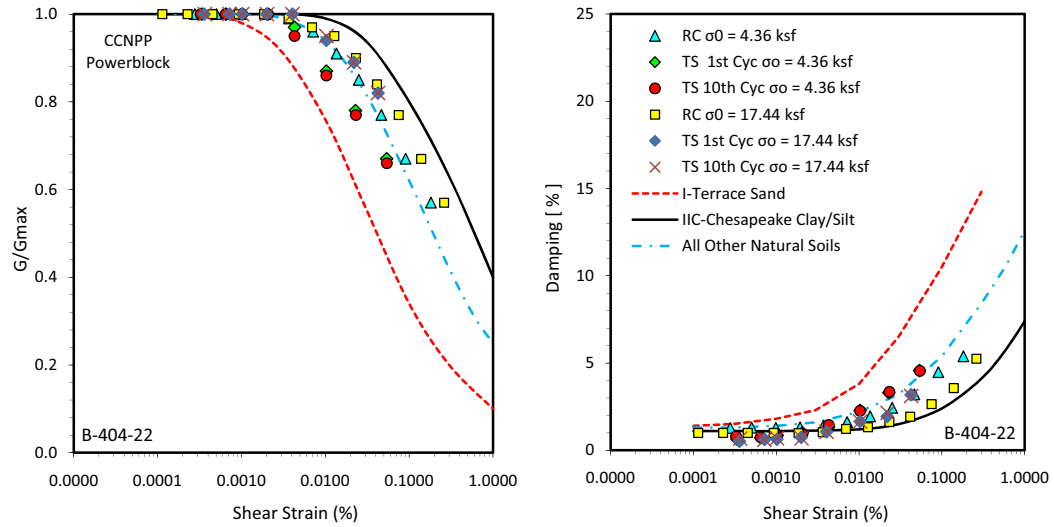 CCNPP
Powerblock
G/Gmax
1.0
0.8
0.6
0.4
0.2
0.0
B-404-22
0.0000 0.0001 0.0010 0.0100 0.1000 1.0000
Shear Strain (%)
Damping [ % ]
25
20
15
10
5
0
RC σ0 = 4.36 ksf
TS 1st Cyc σo = 4.36 ksf
TS 10th Cyc σo = 4.36 ksf
RC σ0 = 17.44 ksf
TS 1st Cyc σo = 17.44 ksf
TS 10th Cyc σo = 17.44 ksf
I-Terrace Sand
IIC-Chesapeake Clay/Silt
All Other Natural Soils
B-404-22
0.0000 0.0001 0.0010 0.0100 0.1000 1.0000
Shear Strain (%)